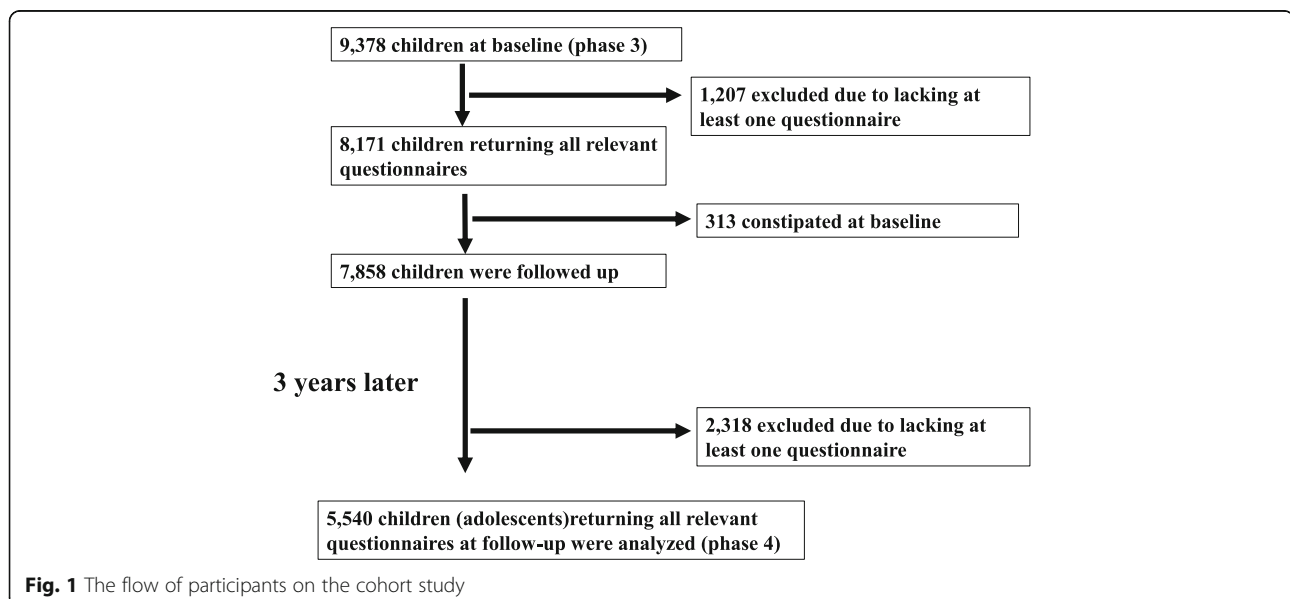 9,378 children at baseline (phase 3)
1,207 excluded due to lacking at
least one questionnaire
8,171 children returning all relevant
questionnaires
313 constipated at baseline
7,858 children were followed up
3 years later
2,318 excluded due to lacking at
least one questionnaire
5,540 children (adolescents)returning all relevant
questionnaires at follow-up were analyzed (phase 4)
Fig. 1 The flow of participants on the cohort study